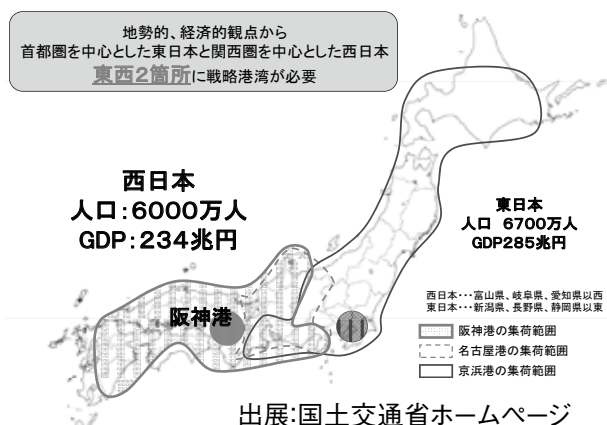 地勢的、経済的観点から
首都圏を中心とした東日本と関西圏を中心とした西日本
東西2箇所に戦略港湾が必要
西日本
人口:6000万人
GDP:234兆円
東日本
人口 6700万人
GDP285兆円
阪神港
西日本・・・富山県、岐阜県、愛知県以西
東日本・・・新潟県、長野県、静岡県以東
阪神港の集荷範囲
名古屋港の集荷範囲
京浜港の集荷範囲
出展:国土交通省ホームページ